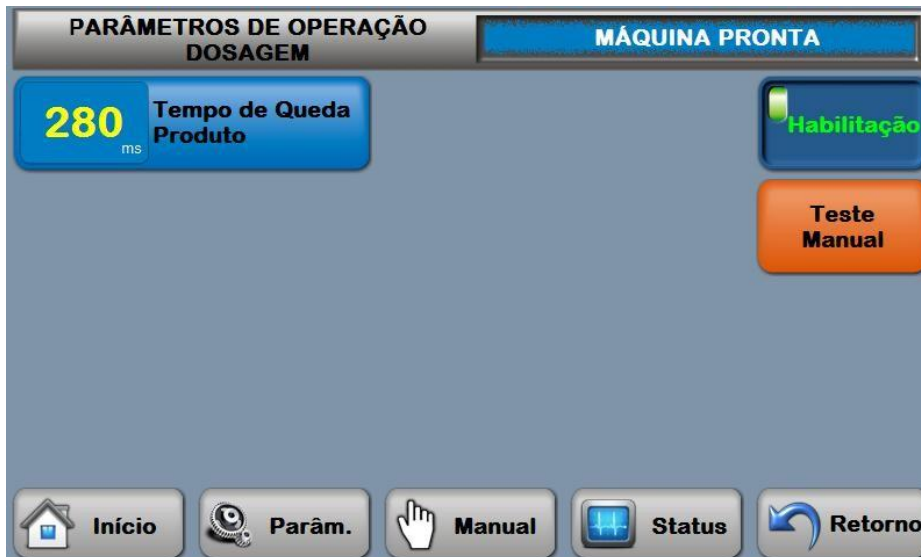 PARÂMETROS DE OPERAÇÃO
DOSAGEM
MÁQUINA PRONTA
280
ms
Tempo de Queda
Produto
Habilitação
Teste
Manual
Início
Parâm.
Manual
Status
Retorno